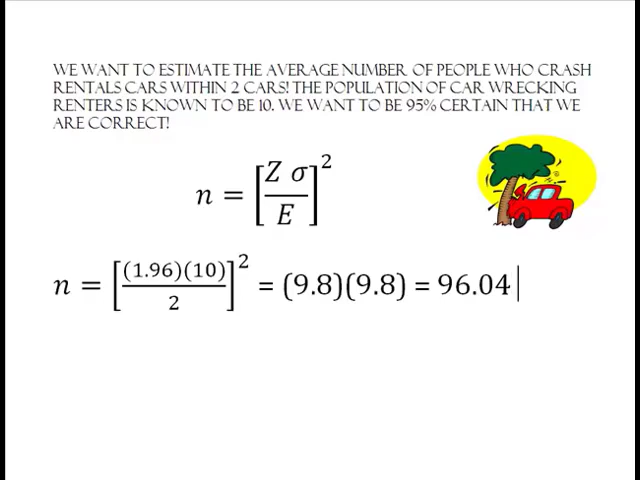 WE WANT TO ESTIMATE THE AVERAGE NUMBER OF PEOPLE WHO CRASH
RENTALS CARS WITHIN 2 CARS! THE POPULATION OF CAR WRECKING
RENTERS IS KNOWN TO BE 10. WE WANT TO BE 95% CERTAIN THAT WE
ARE CORRECT!
n = [Z σ / E]²
n = [(1.96)(10) / 2]² = (9.8)(9.8) = 96.04